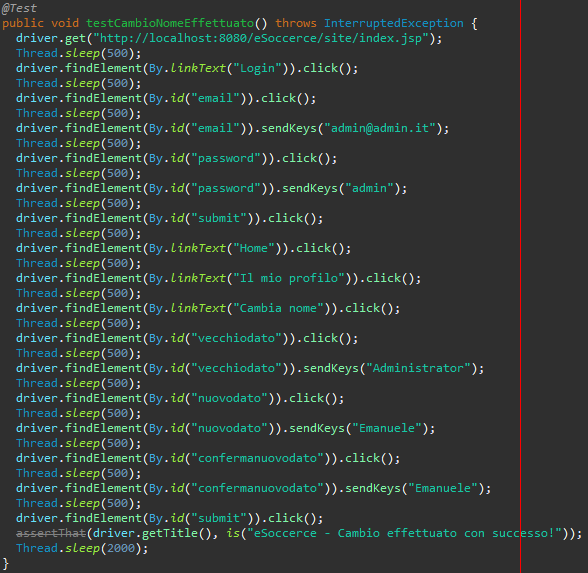 @Test
public void testCambioNomeEffettuato() throws InterruptedException {
driver.get("http://localhost:8080/eSoccerce/site/index.jsp");
Thread.sleep(500);
driver.findElement(By.linkText("Login")).click();
Thread.sleep(500);
driver.findElement(By.id("email")).click();
Thread.sleep(500);
driver.findElement(By.id("email")).sendKeys("admin@admin.it");
Thread.sleep(500);
driver.findElement(By.id("password")).click();
Thread.sleep(500);
driver.findElement(By.id("password")).sendKeys("admin");
Thread.sleep(500);
driver.findElement(By.id("submit")).click();
Thread.sleep(500);
driver.findElement(By.linkText("Home")).click();
Thread.sleep(500);
driver.findElement(By.linkText("Il mio profilo")).click();
Thread.sleep(500);
driver.findElement(By.linkText("Cambia nome")).click();
Thread.sleep(500);
driver.findElement(By.id("vecchiodato")).click();
Thread.sleep(500);
driver.findElement(By.id("vecchiodato")).sendKeys("Administrator");
Thread.sleep(500);
driver.findElement(By.id("nuovodato")).click();
Thread.sleep(500);
driver.findElement(By.id("nuovodato")).sendKeys("Emanuele");
Thread.sleep(500);
driver.findElement(By.id("confermanuovodato")).click();
Thread.sleep(500);
driver.findElement(By.id("confermanuovodato")).sendKeys("Emanuele");
Thread.sleep(500);
driver.findElement(By.id("submit")).click();
assertThat(driver.getTitle(), is("eSoccerce - Cambio effettuato con successo!"));
Thread.sleep(2000);
}